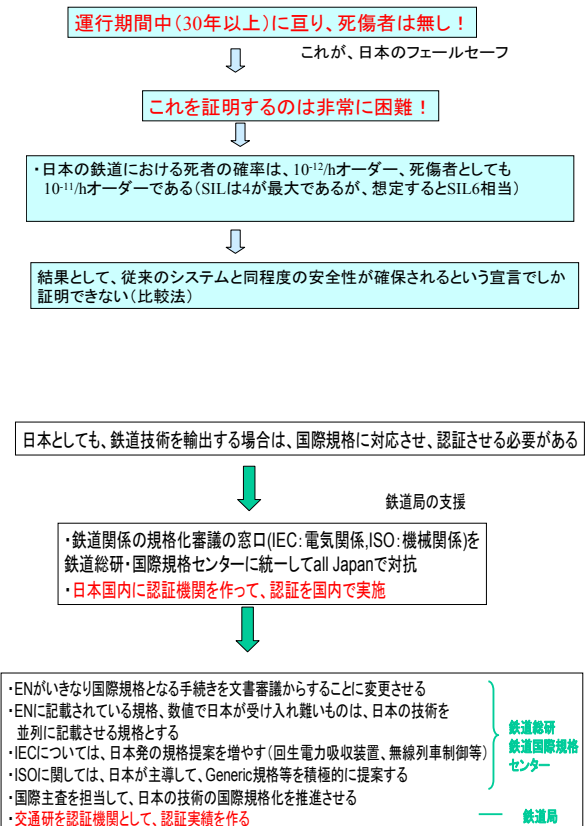 運行期間中(30年以上)に亘り、死傷者は無し！
これが、日本のフェールセーフ
これを証明するのは非常に困難！
・日本の鉄道における死者の確率は、10-12/hオーダー、死傷者としても
10-11/hオーダーである（SILは4が最大であるが、想定するとSIL6相当）
結果として、従来のシステムと同程度の安全性が確保されるという宣言でしか
証明できない（比較法）
日本としても、鉄道技術を輸出する場合は、国際規格に対応させ、認証させる必要がある
鉄道局の支援
・鉄道関係の規格化審議の窓口(IEC：電気関係,ISO：機械関係)を
鉄道総研・国際規格センターに統一してall Japanで対抗
・日本国内に認証機関を作って、認証を国内で実施
・ENがいきなり国際規格となる手続きを文書審議からすることに変更させる
・ENに記載されている規格、数値で日本が受け入れ難いものは、日本の技術を
並列に記載させる規格とする
・IECについては、日本発の規格提案を増やす（回生電力吸収装置、無線列車制御等）
・ISOに関しては、日本が主導して、Generic規格等を積極的に提案する
・国際主査を担当して、日本の技術の国際規格化を推進させる
・交通研を認証機関として、認証実績を作る
鉄道総研
鉄道国際規格
センター
鉄道局